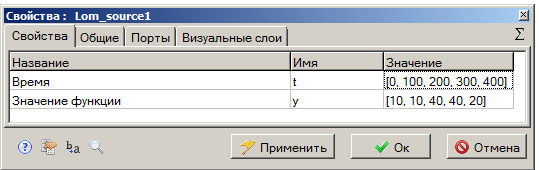 Свойства : Lom_source1
Свойства Общие Порты Визуальные слои Σ
Название Имя Значение
Время t [0, 100, 200, 300, 400]
Значение функции y [10, 10, 40, 40, 20]
? b,a Применить Ок Отмена